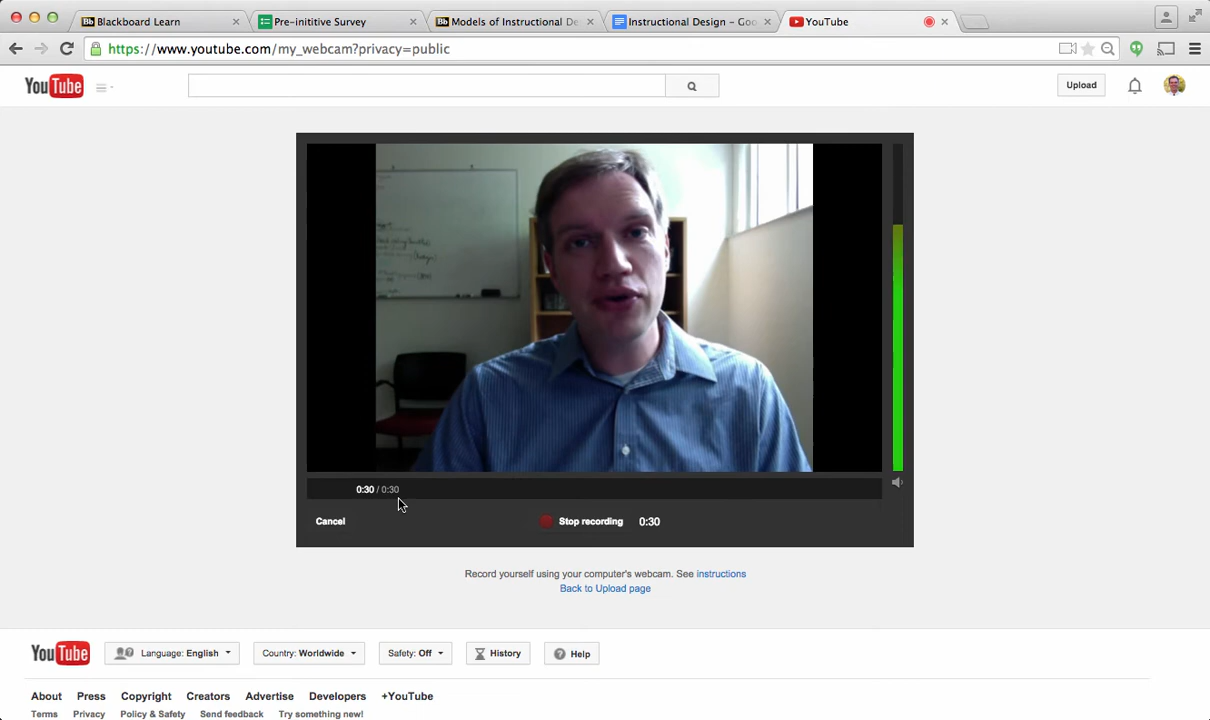 Blackboard Learn
Pre-inititive Survey
Models of Instructional De
Instructional Design – Goo
YouTube
https://www.youtube.com/my_webcam?privacy=public
YouTube
Upload
0:30 / 0:30
Cancel
Stop recording
0:30
Record yourself using your computer's webcam. See instructions
Back to Upload page
YouTube
Language: English
Country: Worldwide
Safety: Off
History
Help
About Press Copyright Creators Advertise Developers +YouTube
Terms Privacy Policy & Safety Send feedback Try something new!